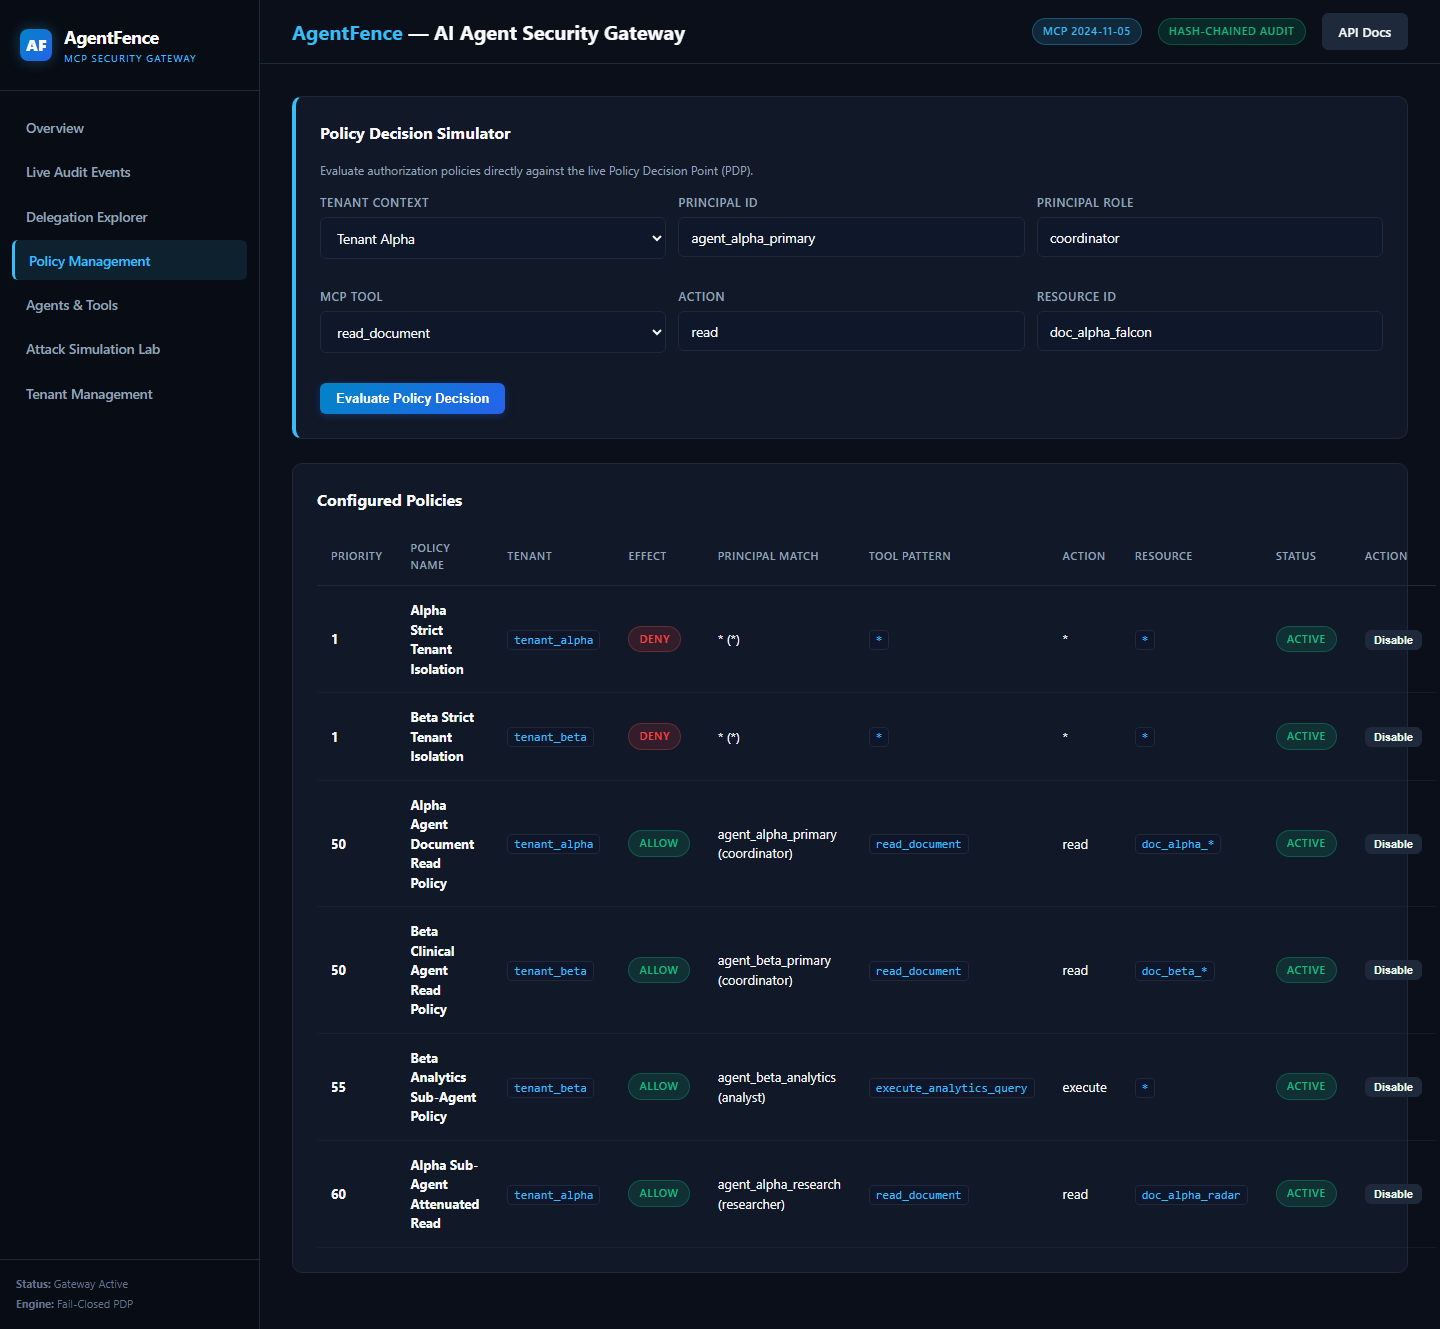 AF
AgentFence
MCP SECURITY GATEWAY
AgentFence — AI Agent Security Gateway
MCP 2024-11-05
HASH-CHAINED AUDIT
API Docs
Overview
Live Audit Events
Delegation Explorer
Policy Management
Agents & Tools
Attack Simulation Lab
Tenant Management
Policy Decision Simulator
Evaluate authorization policies directly against the live Policy Decision Point (PDP).
TENANT CONTEXT PRINCIPAL ID PRINCIPAL ROLE
Tenant Alpha agent_alpha_primary coordinator
MCP TOOL ACTION RESOURCE ID
read_document read doc_alpha_falcon
Evaluate Policy Decision
Configured Policies
PRIORITY POLICY NAME TENANT EFFECT PRINCIPAL MATCH TOOL PATTERN ACTION RESOURCE STATUS ACTION
1 Alpha Strict Tenant Isolation tenant_alpha DENY * (*) * * * ACTIVE Disable
1 Beta Strict Tenant Isolation tenant_beta DENY * (*) * * * ACTIVE Disable
50 Alpha Agent Document Read Policy tenant_alpha ALLOW agent_alpha_primary (coordinator) read_document read doc_alpha_* ACTIVE Disable
50 Beta Clinical Agent Read Policy tenant_beta ALLOW agent_beta_primary (coordinator) read_document read doc_beta_* ACTIVE Disable
55 Beta Analytics Sub-Agent Policy tenant_beta ALLOW agent_beta_analytics (analyst) execute_analytics_query execute * ACTIVE Disable
60 Alpha Sub-Agent Attenuated Read tenant_alpha ALLOW agent_alpha_research (researcher) read_document read doc_alpha_radar ACTIVE Disable
Status: Gateway Active
Engine: Fail-Closed PDP